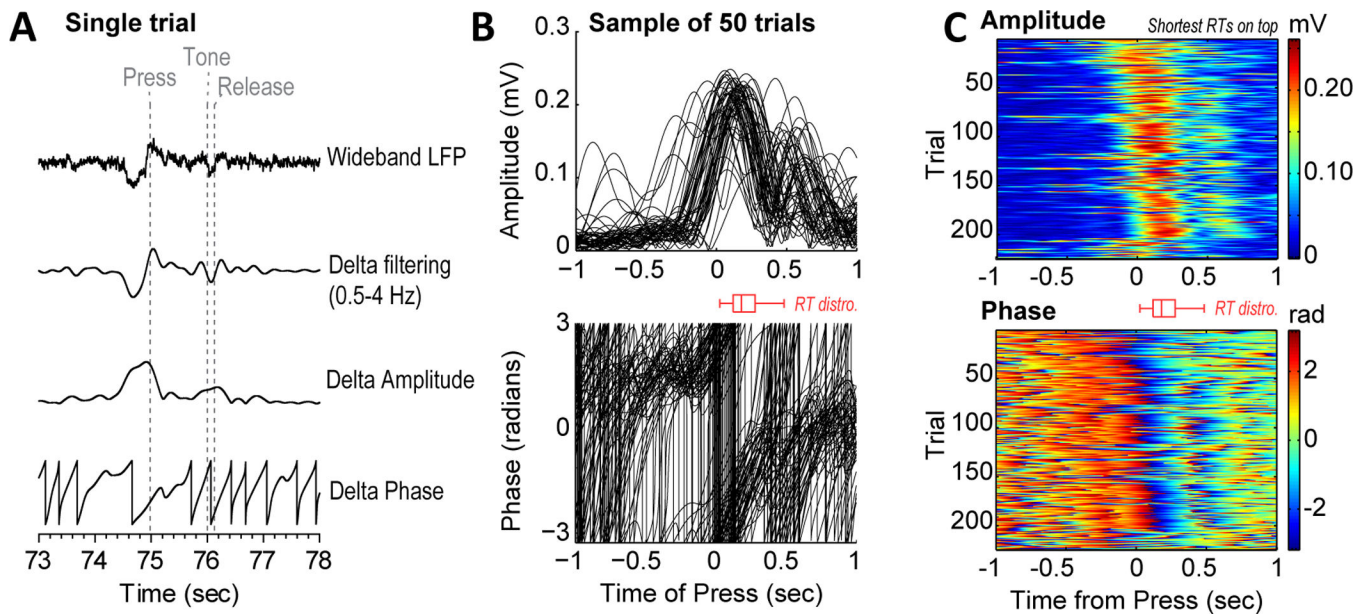 A Single trial
Tone
Press
Release
Wideband LFP
Delta filtering
(0.5-4 Hz)
Delta Amplitude
Delta Phase
73 74 75 76 77 78
Time (sec)
B Sample of 50 trials
Amplitude (mV)
0.3
0.2
0.1
0
−1 −0.5 0 0.5 1
RT distro.
Phase (radians)
3
0
−3
−1 −0.5 0 0.5 1
Time of Press (sec)
C Amplitude
Shortest RTs on top
mV
Trial
50
100
150
200
-1 -0.5 0 0.5 1
0.20
0.10
0
RT distro.
Phase
rad
Trial
50
100
150
200
-1 -0.5 0 0.5 1
2
0
-2
Time from Press (sec)